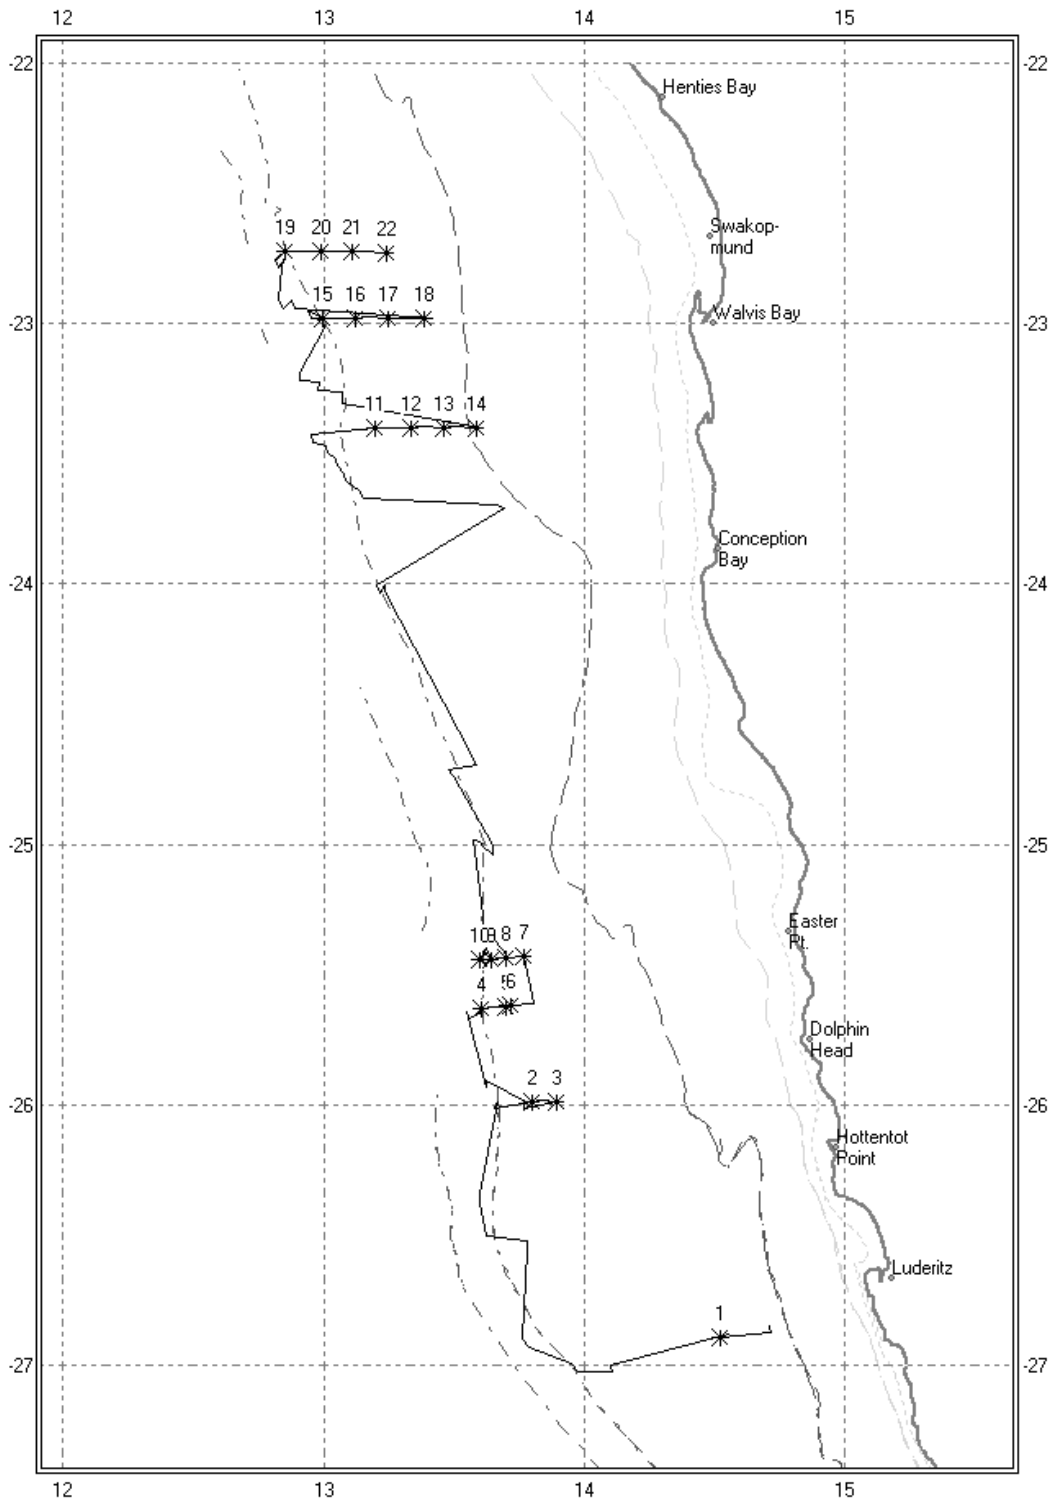 12 13 14 15
-22 -22
Henties Bay
Swakop-
mund
19 20 21 22
15 16 17 18
Walvis Bay
-23 -23
11 12 13 14
Conception
Bay
-24 -24
-25 -25
Easter
Pt.
10 9 8 7
4 6
Dolphin
Head
2 3
-26 -26
Hottentot
Point
Luderitz
1
-27 -27
12 13 14 15